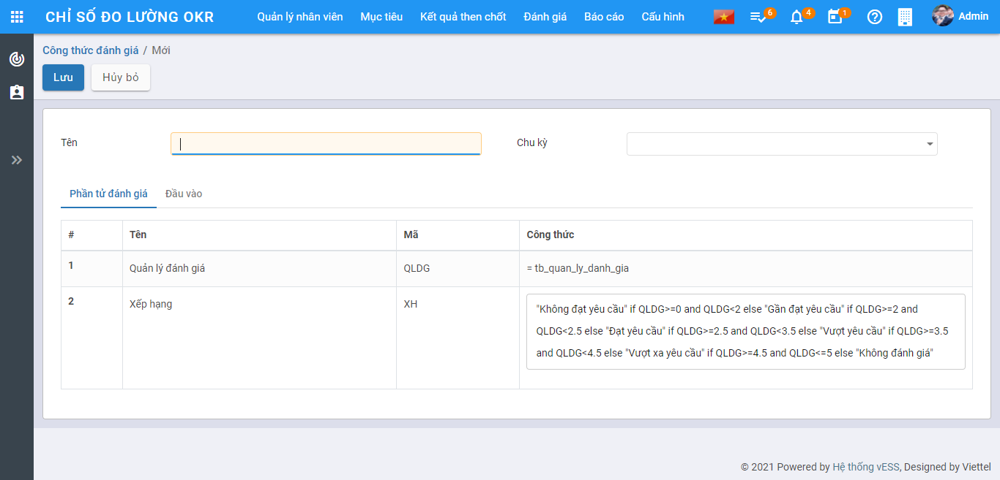 CHỈ SỐ ĐO LƯỜNG OKR Quản lý nhân viên Mục tiêu Kết quả then chốt Đánh giá Báo cáo Cấu hình 6 4 1 Admin
Công thức đánh giá / Mới
Lưu Hủy bỏ
Tên Chu kỳ
Phần tử đánh giá Đầu vào
# Tên Mã Công thức
1 Quản lý đánh giá QLDG = tb_quan_ly_danh_gia
2 Xếp hạng XH "Không đạt yêu cầu" if QLDG>=0 and QLDG<2 else "Gần đạt yêu cầu" if QLDG>=2 and
QLDG<2.5 else "Đạt yêu cầu" if QLDG>=2.5 and QLDG<3.5 else "Vượt yêu cầu" if QLDG>=3.5
and QLDG<4.5 else "Vượt xa yêu cầu" if QLDG>=4.5 and QLDG<=5 else "Không đánh giá"
© 2021 Powered by Hệ thống vESS, Designed by Viettel